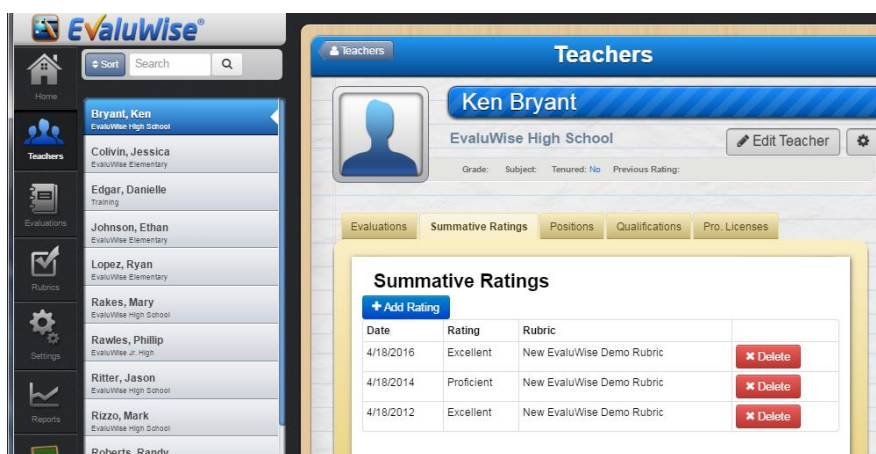 EvaluWise®
Sort Search
Home
Teachers
Evaluations
Rubrics
Settings
Reports
Bryant, Ken
EvaluWise High School
Colivin, Jessica
EvaluWise Elementary
Edgar, Danielle
Training
Johnson, Ethan
EvaluWise Elementary
Lopez, Ryan
EvaluWise Elementary
Rakes, Mary
EvaluWise High School
Rawles, Phillip
EvaluWise Jr. High
Ritter, Jason
EvaluWise High School
Rizzo, Mark
EvaluWise High School
Roberts, Randy
Teachers
Teachers
Ken Bryant
EvaluWise High School
Edit Teacher
Grade: Subject: Tenured: No Previous Rating:
Evaluations Summative Ratings Positions Qualifications Pro. Licenses
Summative Ratings
Add Rating
Date Rating Rubric
4/18/2016 Excellent New EvaluWise Demo Rubric Delete
4/18/2014 Proficient New EvaluWise Demo Rubric Delete
4/18/2012 Excellent New EvaluWise Demo Rubric Delete